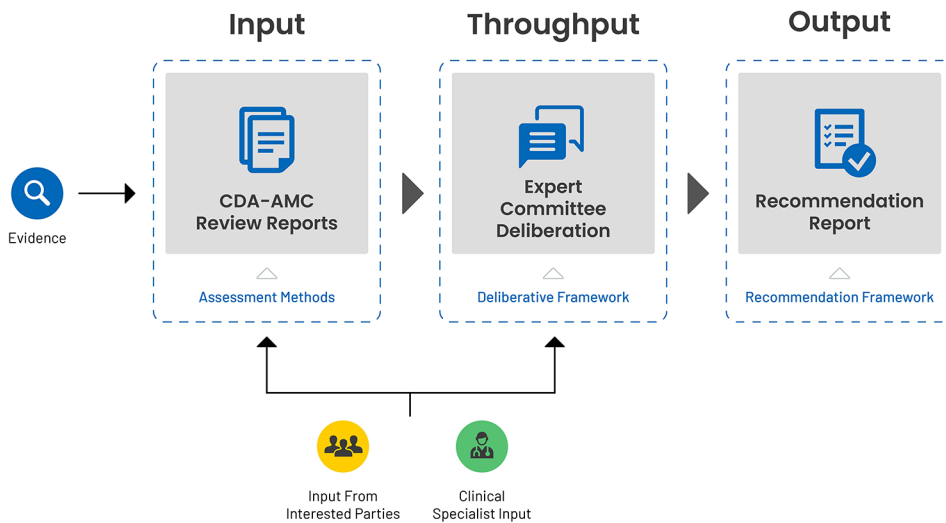 Input
Throughput
Output
Evidence
CDA-AMC
Review Reports
Assessment Methods
Expert
Committee
Deliberation
Deliberative Framework
Recommendation
Report
Recommendation Framework
Input From
Interested Parties
Clinical
Specialist Input